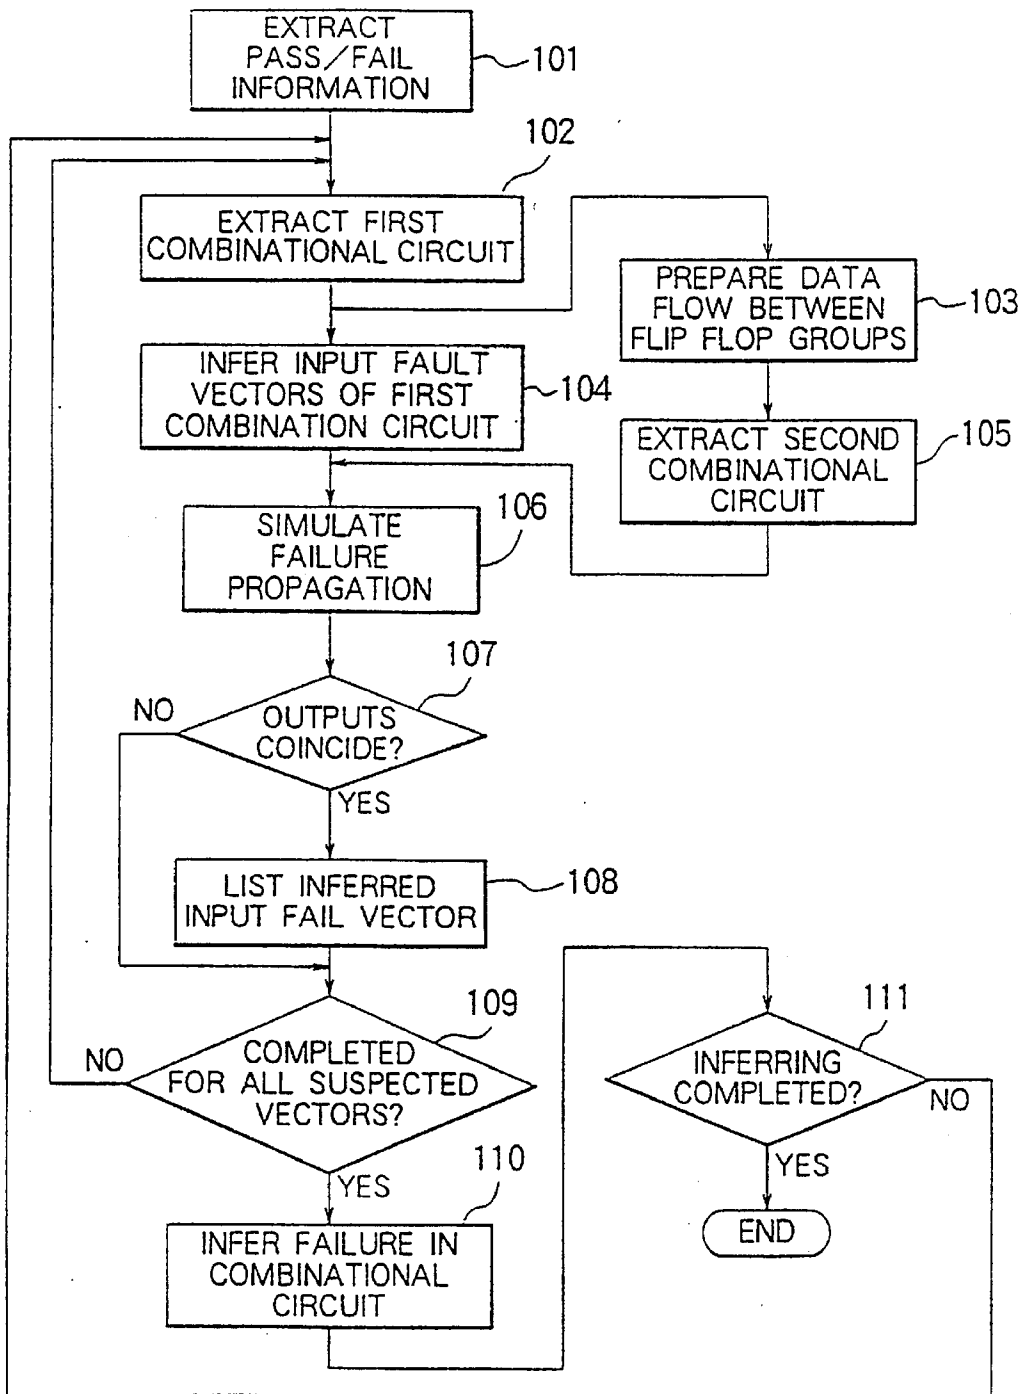 EXTRACT
PASS/FAIL
INFORMATION
101
102
EXTRACT FIRST
COMBINATIONAL CIRCUIT
PREPARE DATA
FLOW BETWEEN
FLIP FLOP GROUPS
103
INFER INPUT FAULT
VECTORS OF FIRST
COMBINATION CIRCUIT
104
EXTRACT SECOND
COMBINATIONAL
CIRCUIT
105
SIMULATE
FAILURE
PROPAGATION
106
107
NO
OUTPUTS
COINCIDE?
YES
LIST INFERRED
INPUT FAIL VECTOR
108
109
NO
COMPLETED
FOR ALL SUSPECTED
VECTORS?
YES
111
INFERRING
COMPLETED?
NO
YES
END
110
INFER FAILURE IN
COMBINATIONAL
CIRCUIT